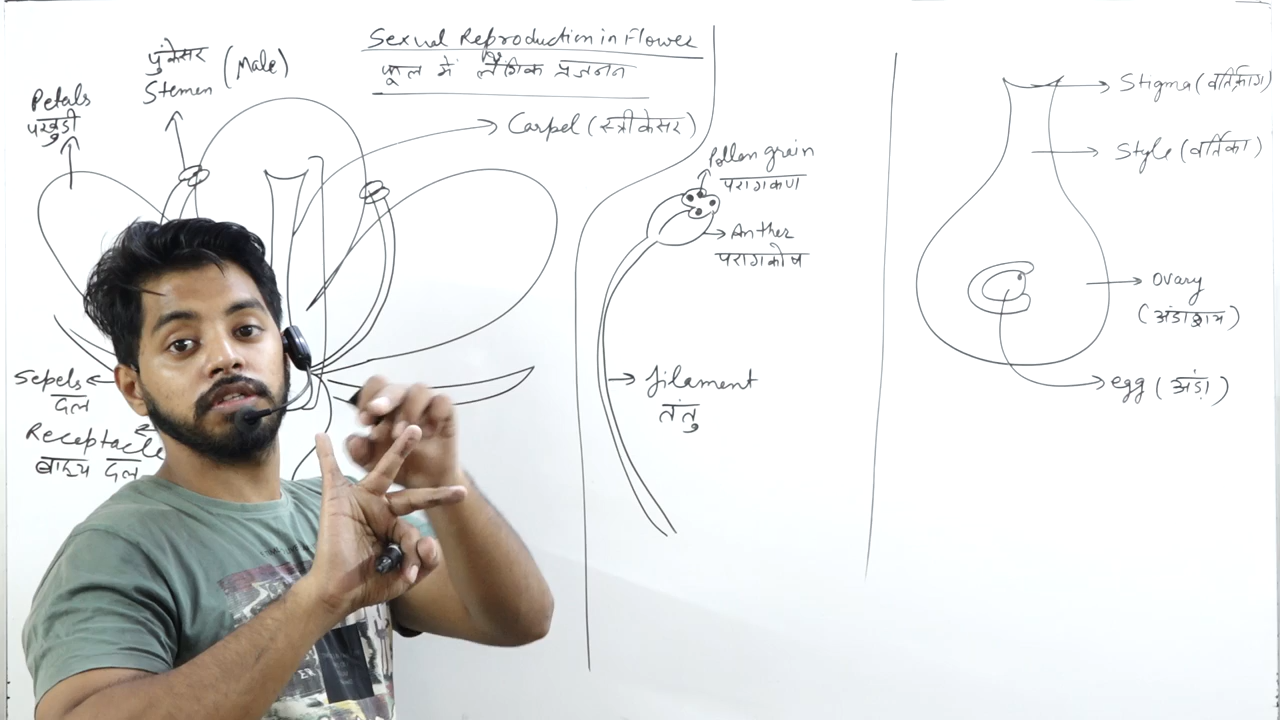 Sexual Reproduction in Flower
फूल में लैंगिक प्रजनन
पुंकेसर
Stemen (Male)
Petals
पखुड़ी
Carpel (स्त्रीकेसर)
Sepels
दल
Receptacle
बाह्य दल
Pollen grain
परागकण
Anther
परागकोष
filament
तंतु
Stigma (वर्तिकाग्र)
Style (वर्तिका)
Ovary
(अंडाशय)
egg (अंडा)